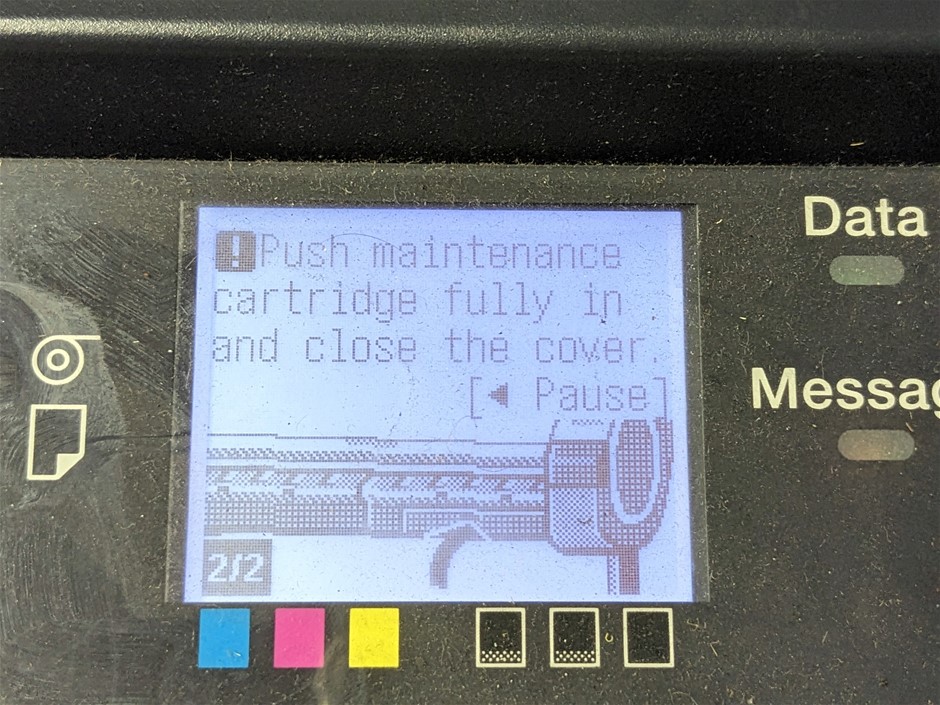 !Push maintenance
cartridge fully in
and close the cover.
[◀ Pause]
2/2
Data
Messag